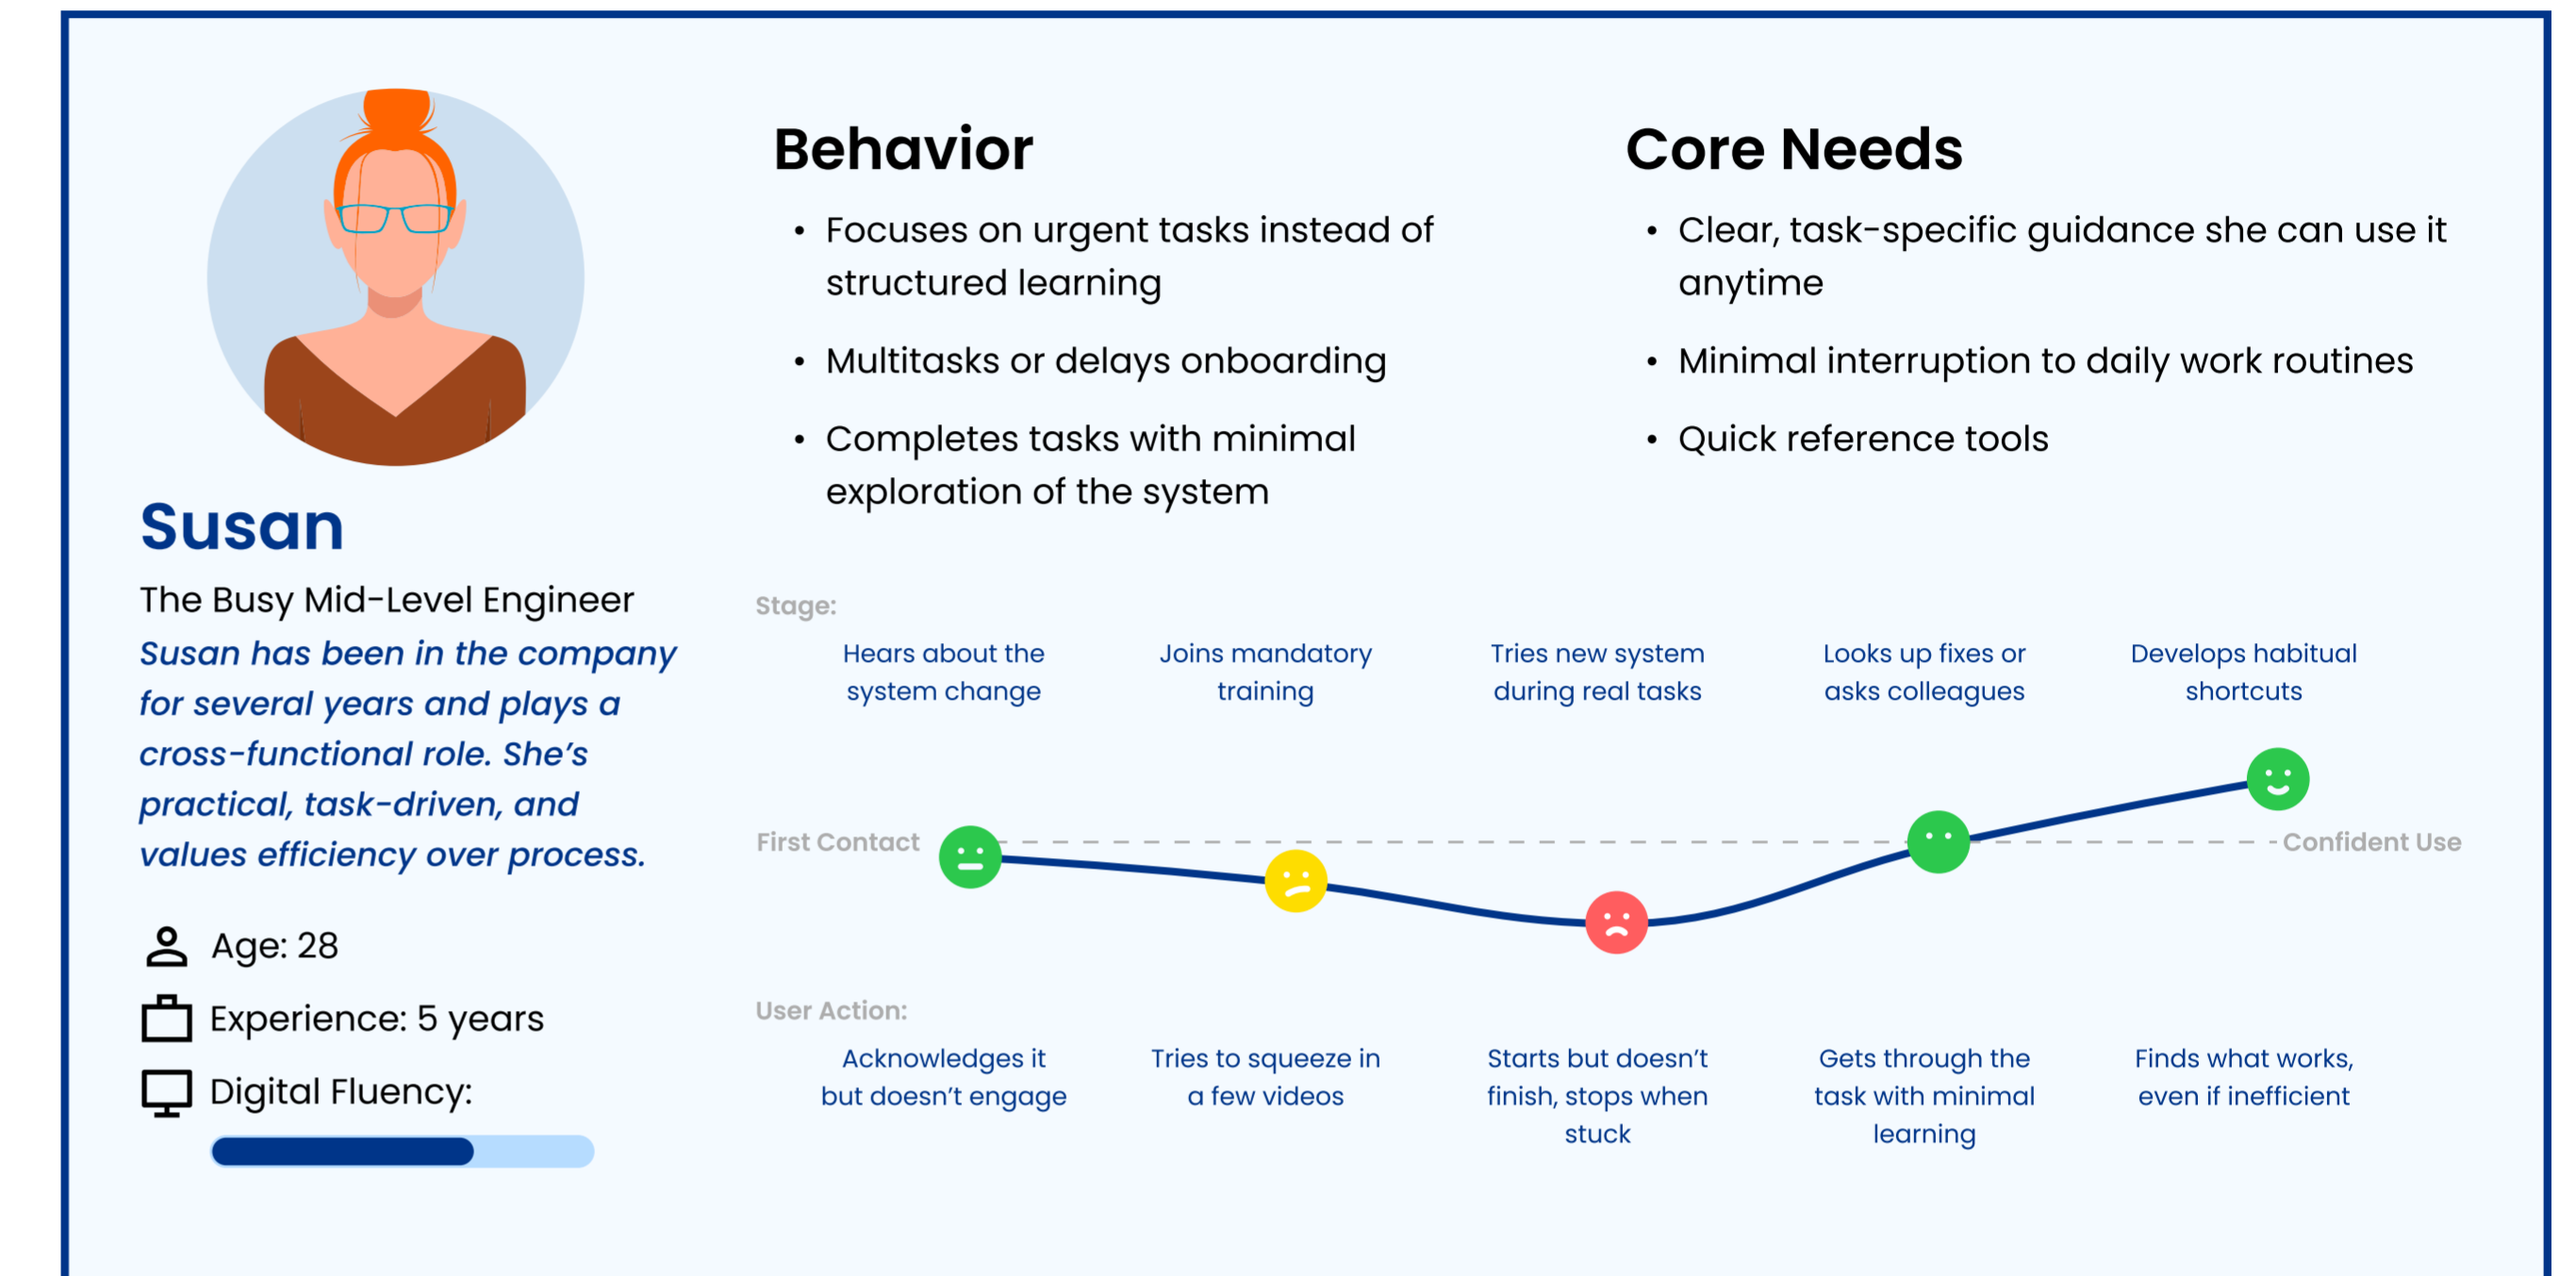 Susan
The Busy Mid-Level Engineer
Susan has been in the company
for several years and plays a
cross-functional role. She’s
practical, task-driven, and
values efficiency over process.
Age: 28
Experience: 5 years
Digital Fluency:
Behavior
• Focuses on urgent tasks instead of
structured learning
• Multitasks or delays onboarding
• Completes tasks with minimal
exploration of the system
Core Needs
• Clear, task-specific guidance she can use it
anytime
• Minimal interruption to daily work routines
• Quick reference tools
Stage:
Hears about the
system change
Joins mandatory
training
Tries new system
during real tasks
Looks up fixes or
asks colleagues
Develops habitual
shortcuts
First Contact
Confident Use
User Action:
Acknowledges it
but doesn’t engage
Tries to squeeze in
a few videos
Starts but doesn’t
finish, stops when
stuck
Gets through the
task with minimal
learning
Finds what works,
even if inefficient